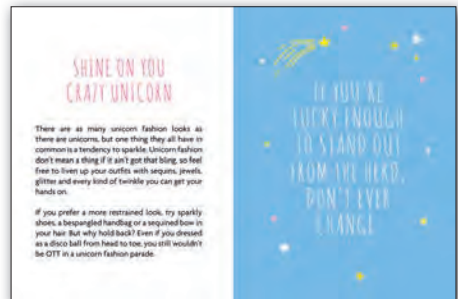 SHINE ON YOU
CRAZY UNICORN
There are as many unicorn fashion looks as
there are unicorns, but one thing they all have in
common is a tendency to sparkle. Unicorn fashion
don't mean a thing if it ain't got that bling, so feel
free to liven up your outfits with sequins, jewels,
glitter and every kind of twinkle you can get your
hands on.
If you prefer a more restrained look, try sparkly
shoes, a bespangled handbag or a sequined bow in
your hair. But why hold back? Even if you dressed
as a disco ball from head to toe, you still wouldn't
be OTT in a unicorn fashion parade.
IF YOU'RE
LUCKY ENOUGH
TO STAND OUT
FROM THE HERD,
DON'T EVER
CHANGE